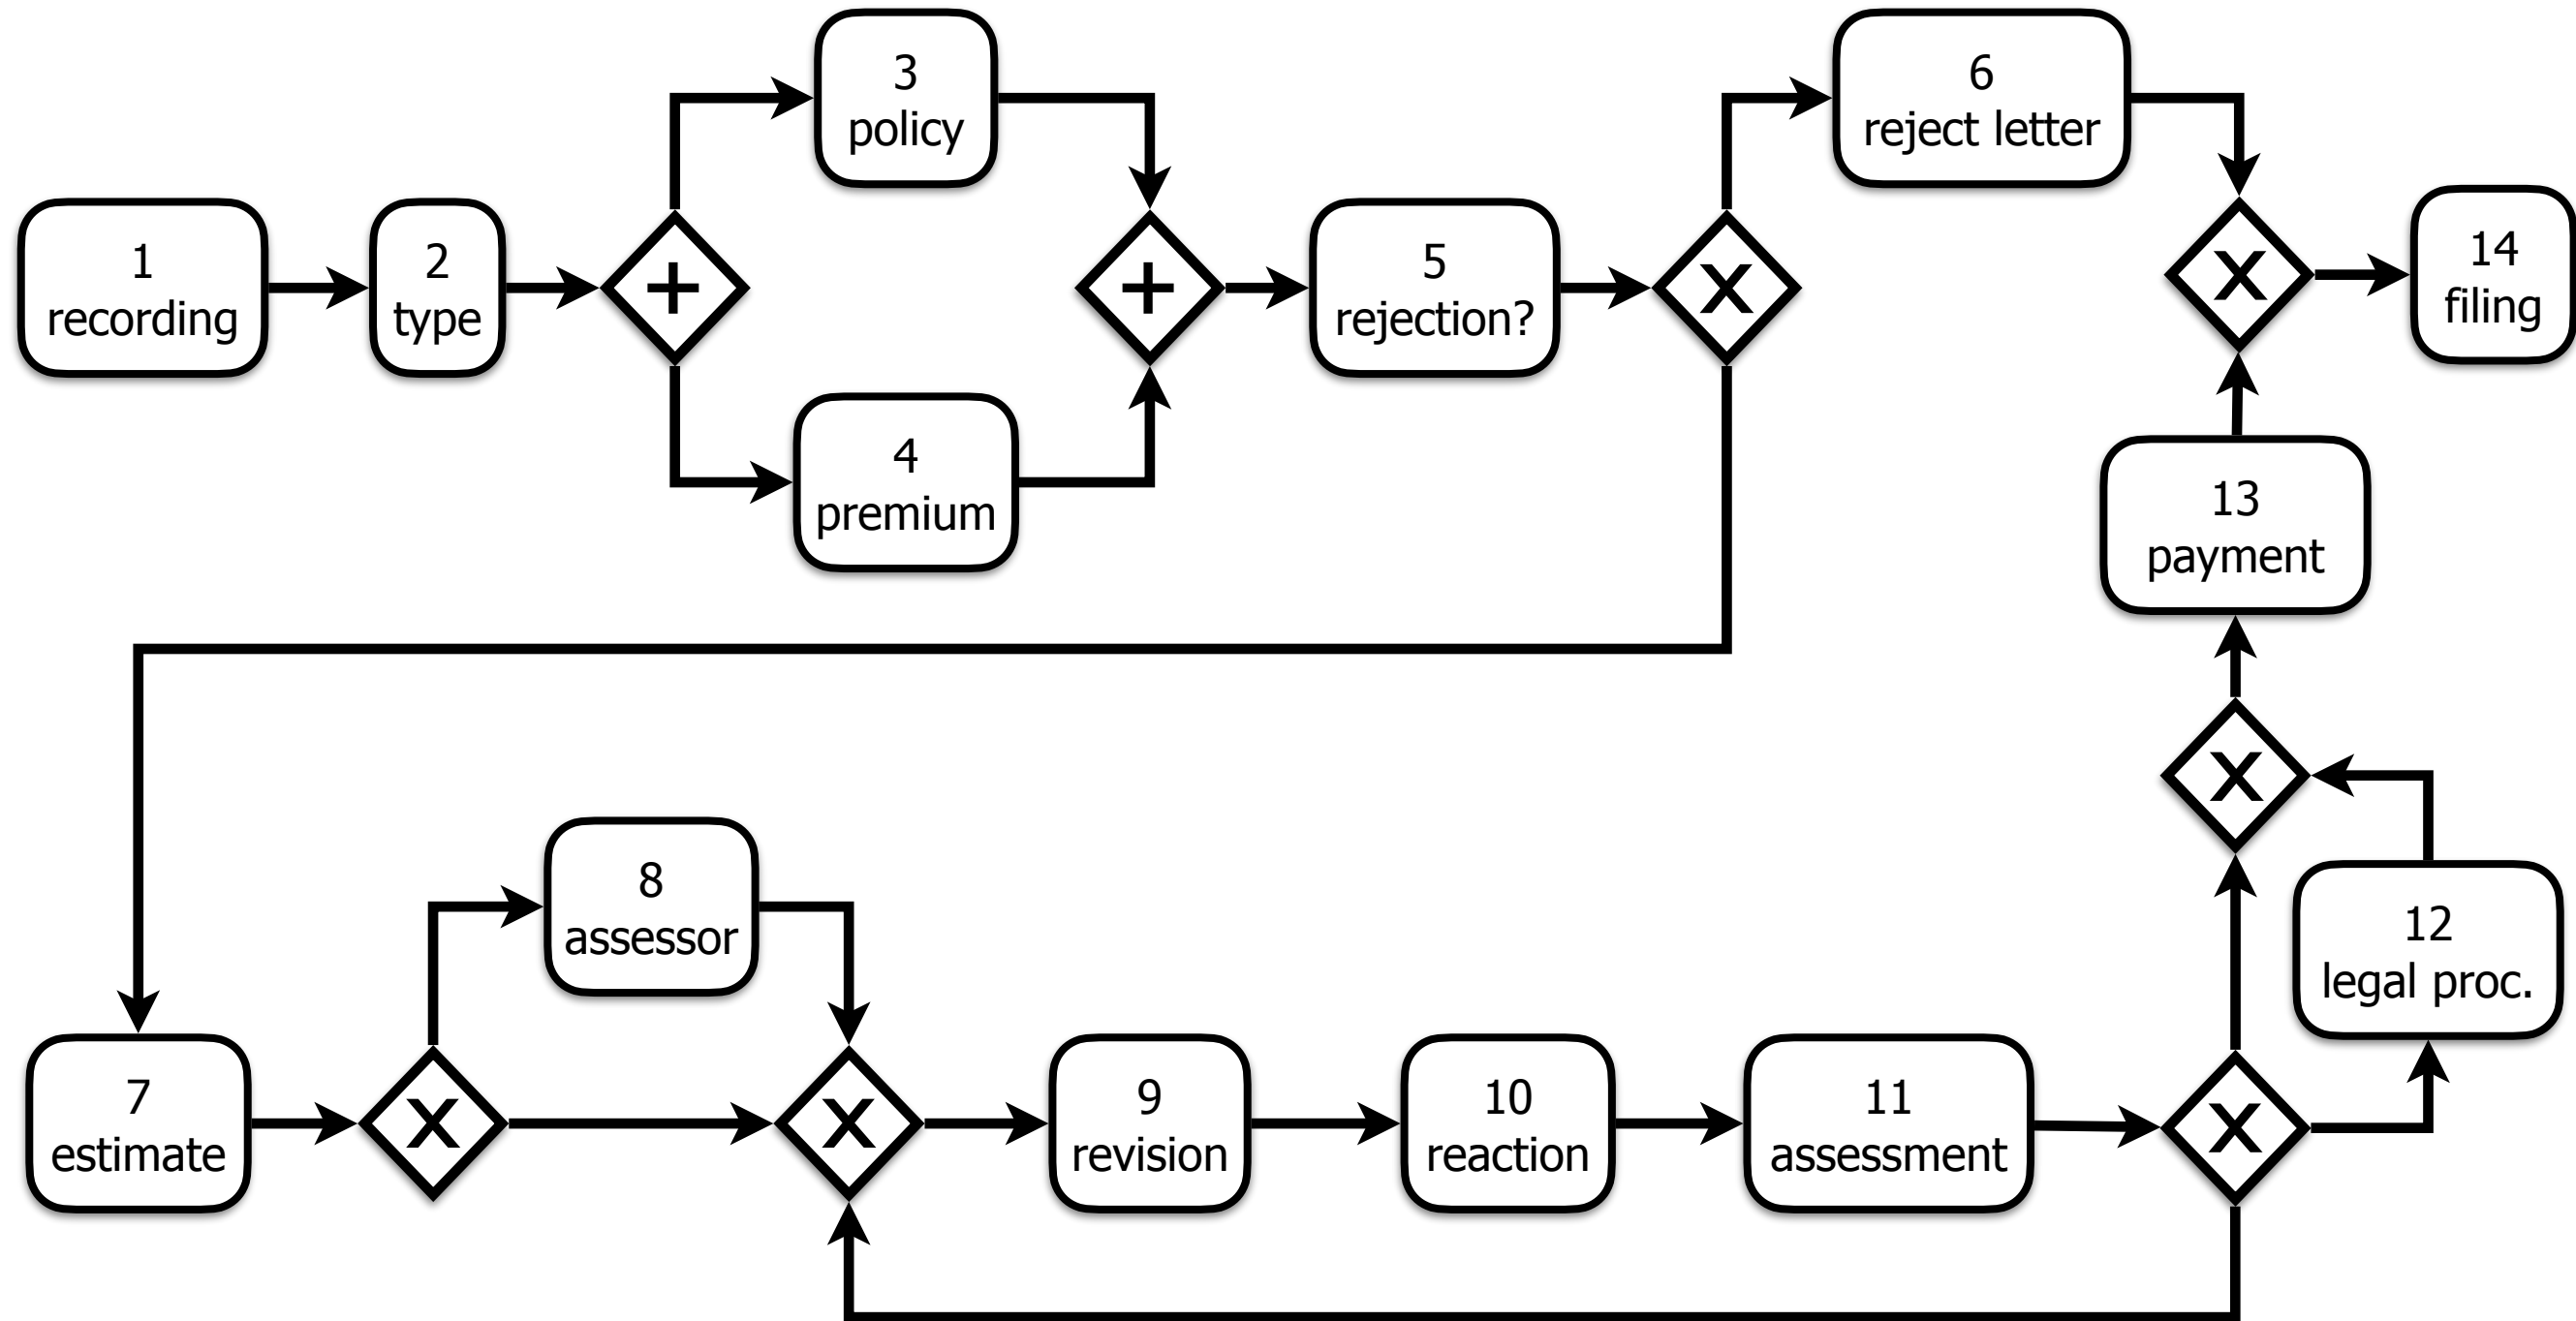 1
recording
2
type
+
3
policy
4
premium
+
5
rejection?
X
6
reject letter
X
14
filing
13
payment
X
7
estimate
X
8
assessor
X
9
revision
10
reaction
11
assessment
X
12
legal proc.